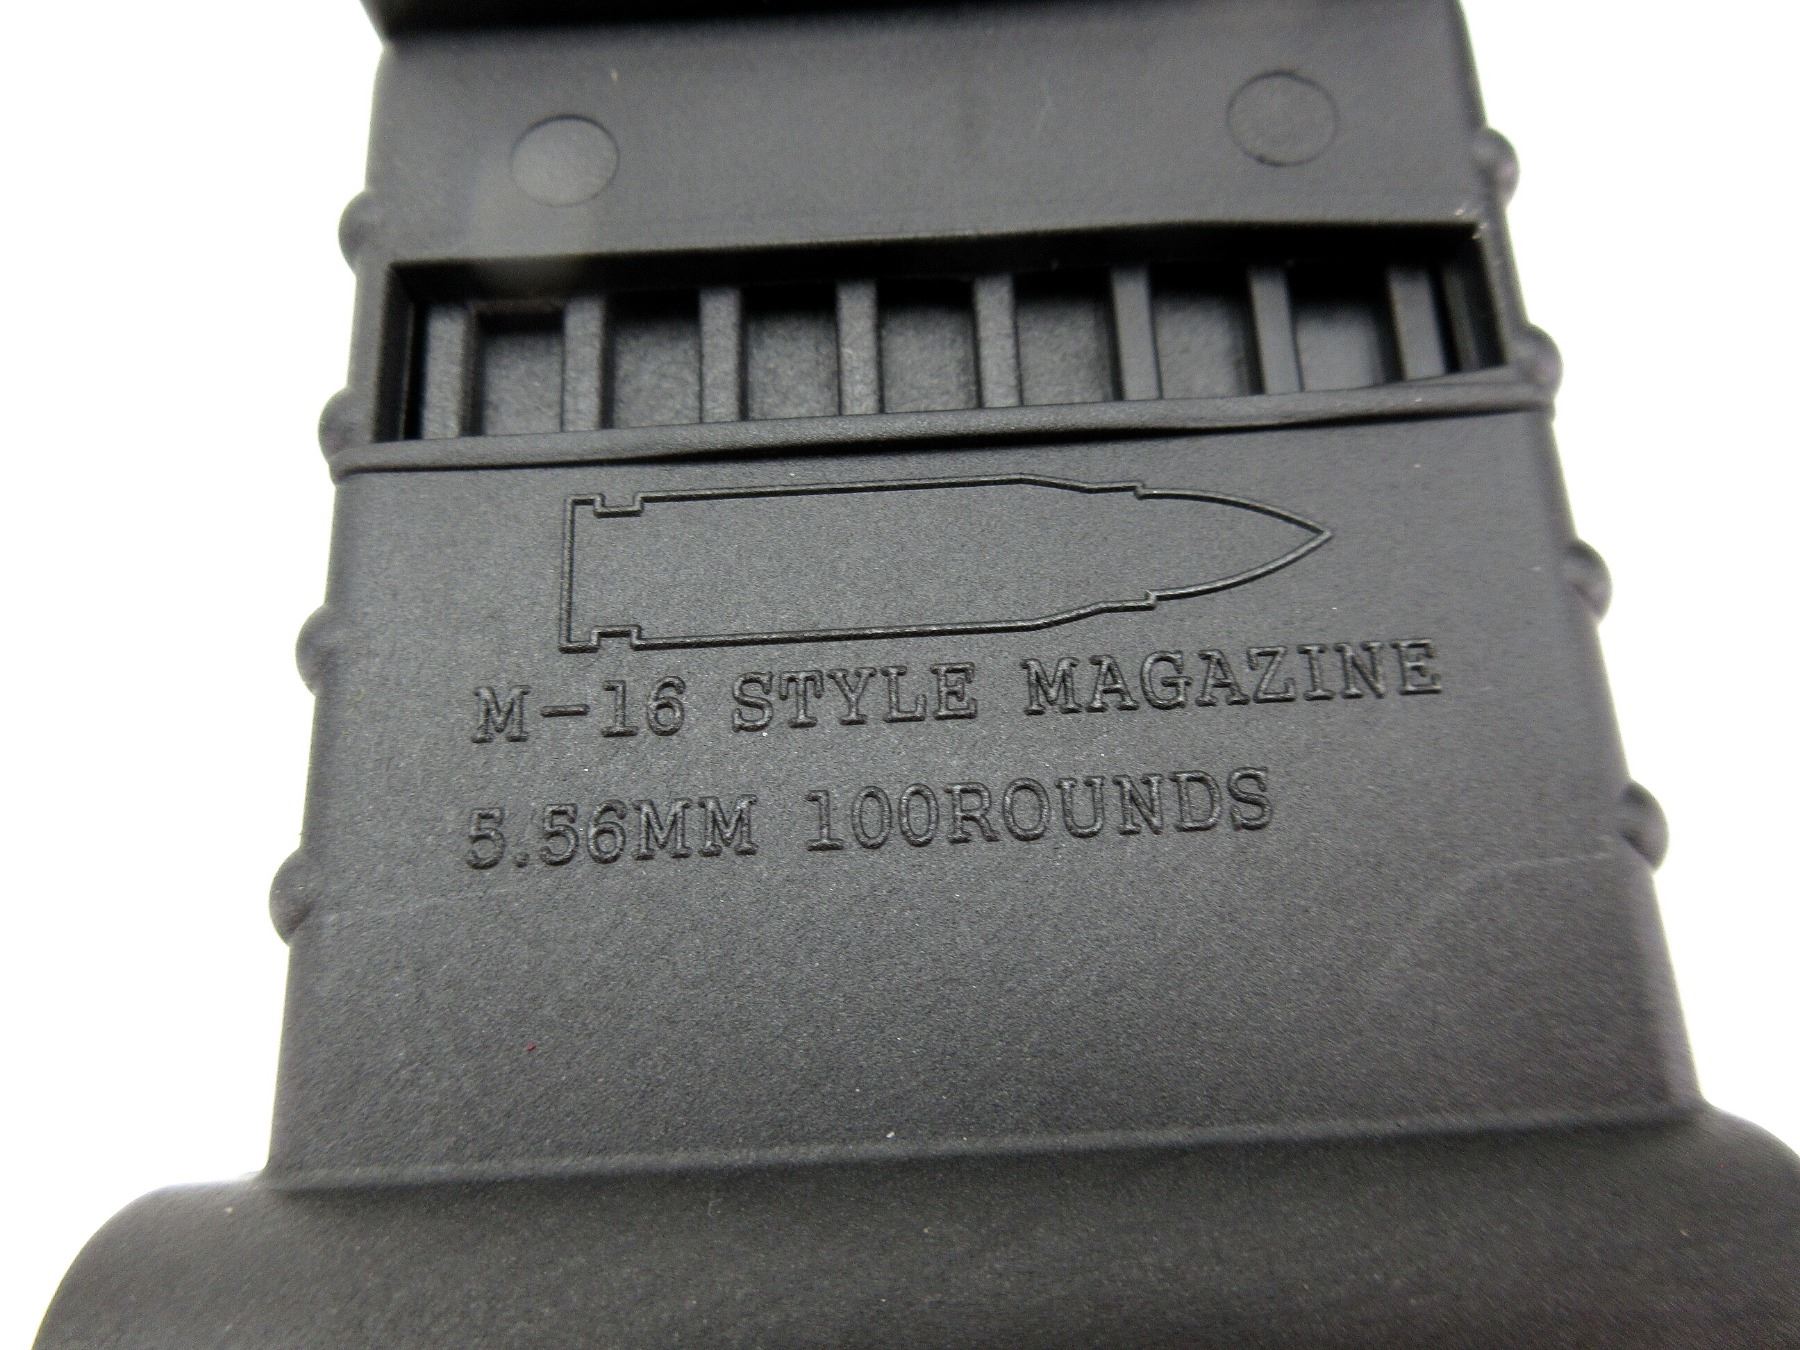 M-16 STYLE MAGAZINE
5.56MM 100ROUNDS